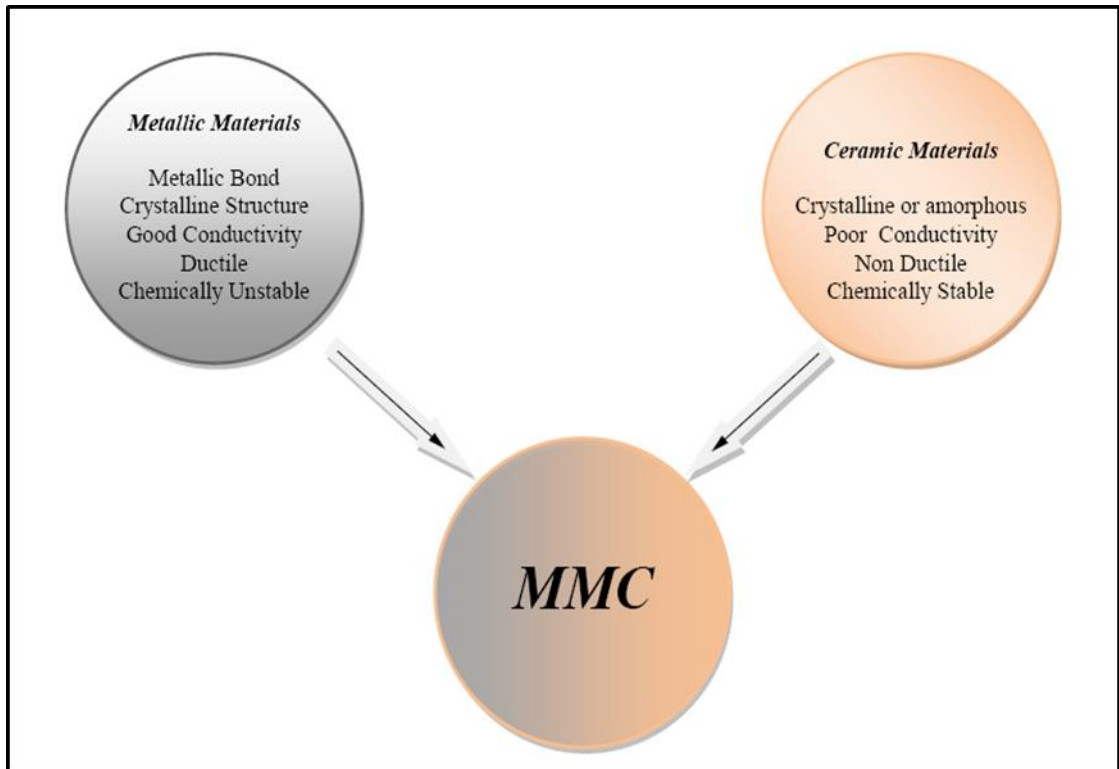 Metallic Materials
Metallic Bond
Crystalline Structure
Good Conductivity
Ductile
Chemically Unstable
Ceramic Materials
Crystalline or amorphous
Poor Conductivity
Non Ductile
Chemically Stable
MMC